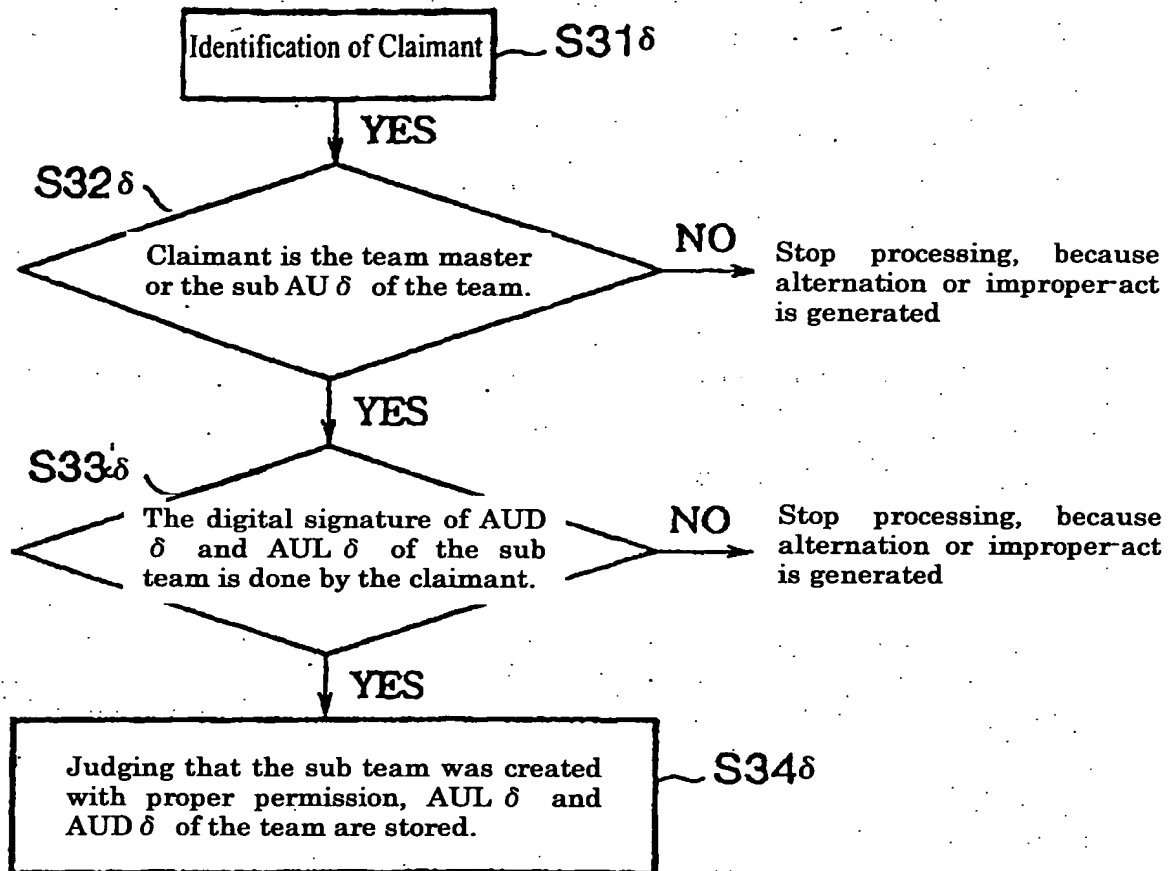 Identification of Claimant
S31δ
YES
S32δ
Claimant is the team master
or the sub AU δ of the team.
NO
Stop processing, because
alternation or improper-act
is generated
YES
S33δ
The digital signature of AUD
δ and AUL δ of the sub
team is done by the claimant.
NO
Stop processing, because
alternation or improper-act
is generated
YES
Judging that the sub team was created
with proper permission, AUL δ and
AUD δ of the team are stored.
S34δ